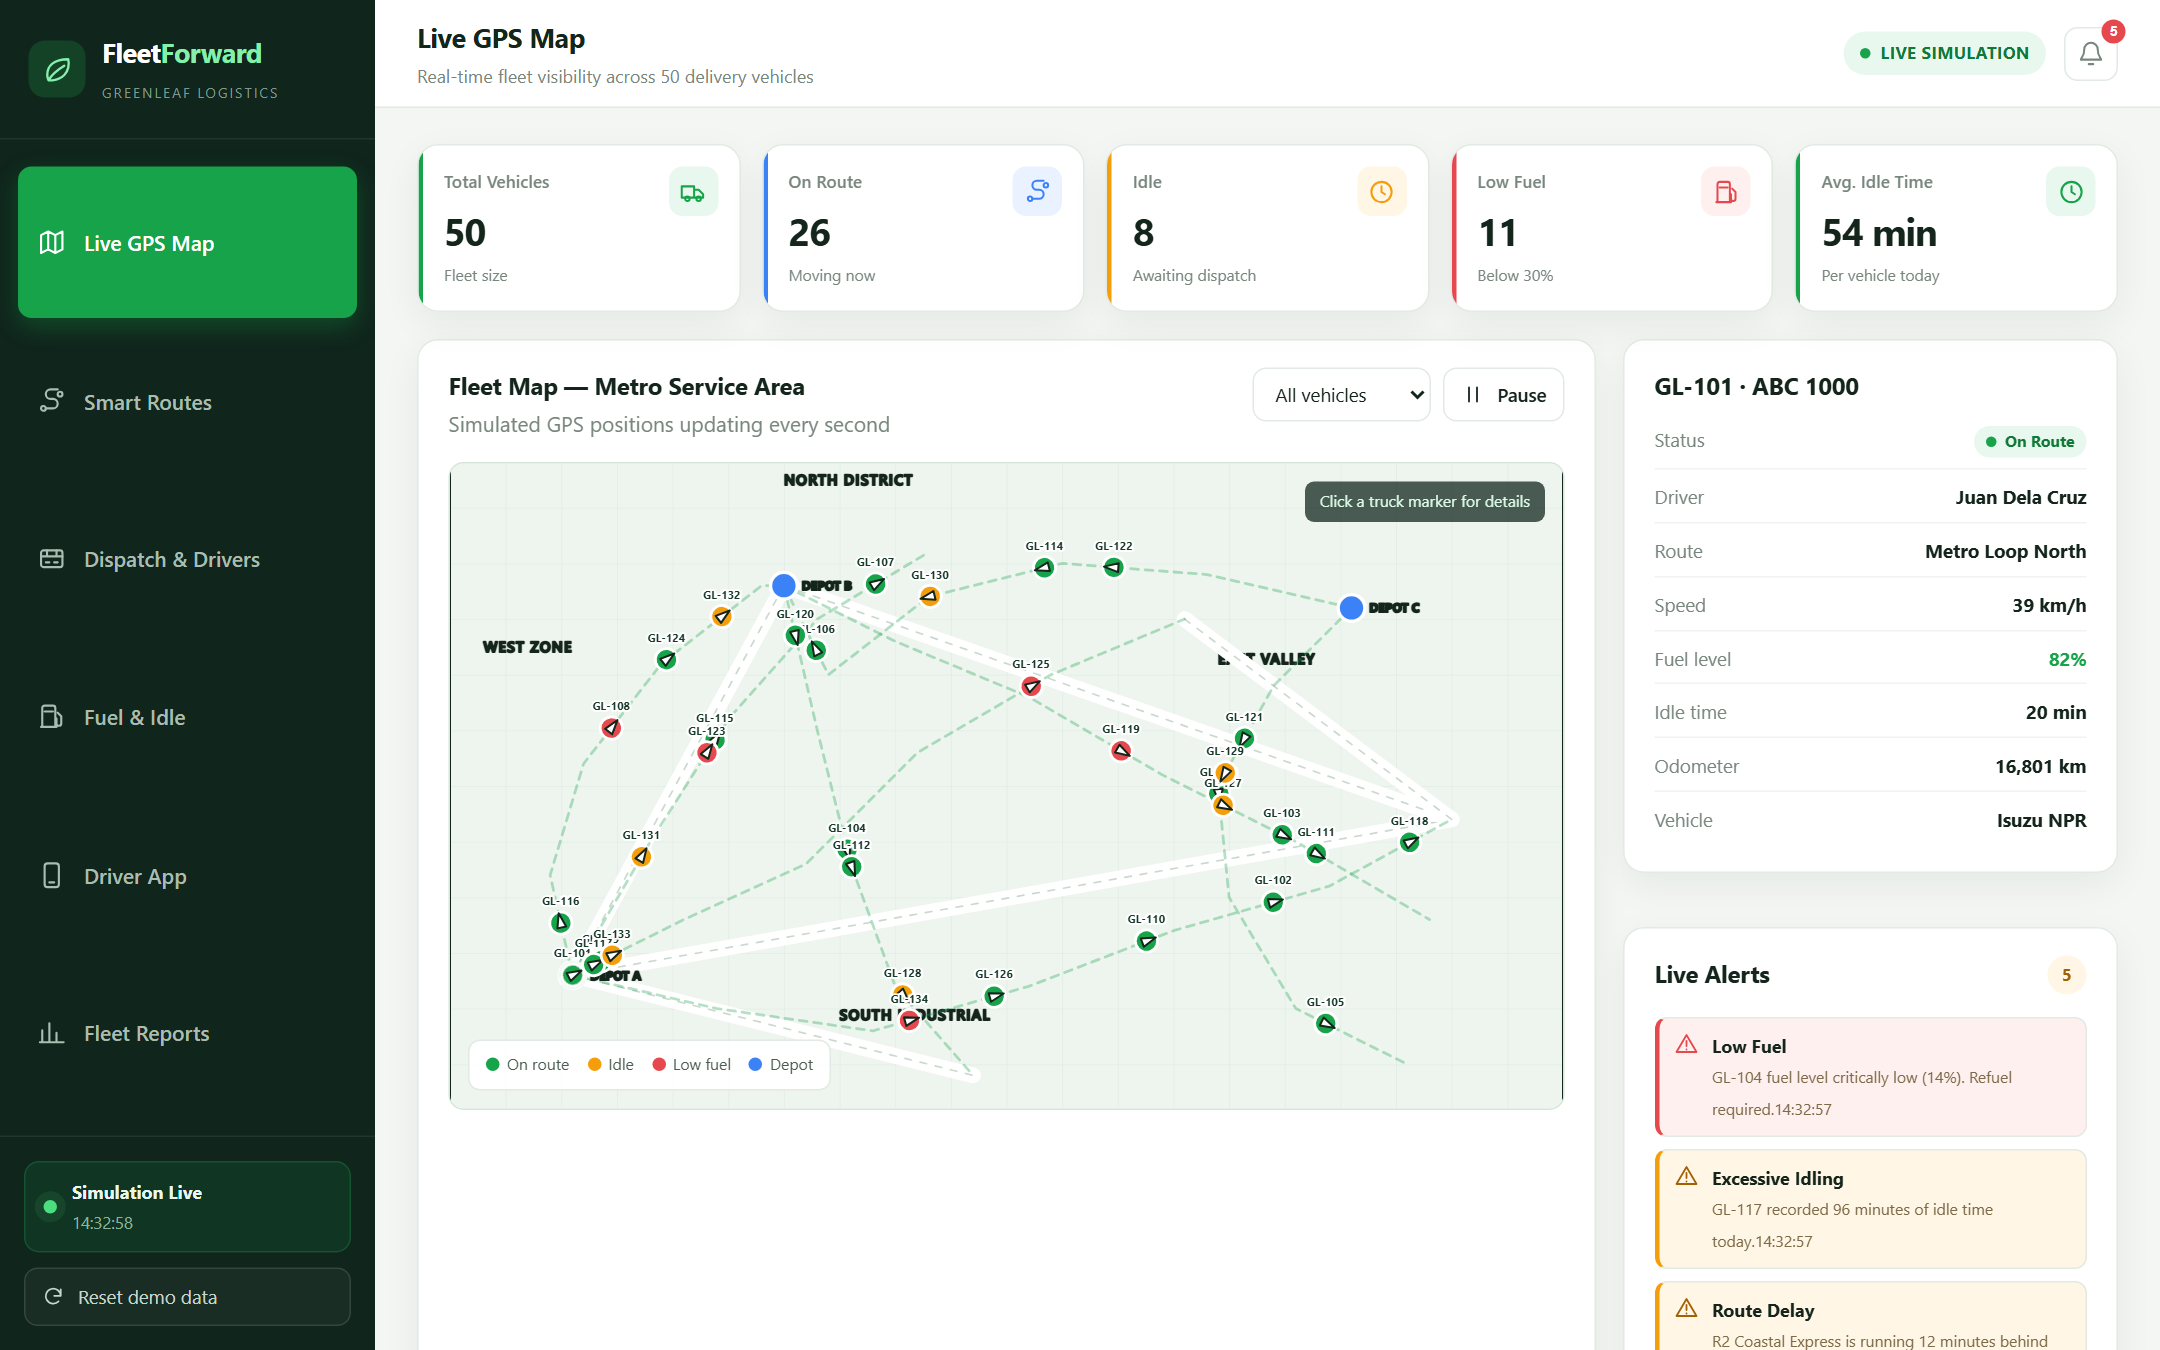 FleetForward
GREENLEAF LOGISTICS
Live GPS Map
Smart Routes
Dispatch & Drivers
Fuel & Idle
Driver App
Fleet Reports
Simulation Live
14:32:58
Reset demo data
Live GPS Map
Real-time fleet visibility across 50 delivery vehicles
LIVE SIMULATION
5
Total Vehicles
50
Fleet size
On Route
26
Moving now
Idle
8
Awaiting dispatch
Low Fuel
11
Below 30%
Avg. Idle Time
54 min
Per vehicle today
Fleet Map — Metro Service Area
Simulated GPS positions updating every second
All vehicles
Pause
NORTH DISTRICT
Click a truck marker for details
GL-114
GL-122
GL-107
GL-130
DEPOT B
GL-132
DEPOT C
GL-120
GL-124
WEST ZONE
VALLEY
GL-125
GL-108
GL-115
GL-121
GL-123
GL-119
GL-129
GL-103
GL-118
GL-104
GL-111
GL-131
GL-112
GL-102
GL-116
GL-110
GL-133
GL-101
DEPOT A
GL-128
GL-126
GL-134
GL-105
SOUTH
On route
Idle
Low fuel
Depot
GL-101 · ABC 1000
Status
On Route
Driver
Juan Dela Cruz
Route
Metro Loop North
Speed
39 km/h
Fuel level
82%
Idle time
20 min
Odometer
16,801 km
Vehicle
Isuzu NPR
Live Alerts
5
Low Fuel
GL-104 fuel level critically low (14%). Refuel
required.14:32:57
Excessive Idling
GL-117 recorded 96 minutes of idle time
today.14:32:57
Route Delay
R2 Coastal Express is running 12 minutes behind